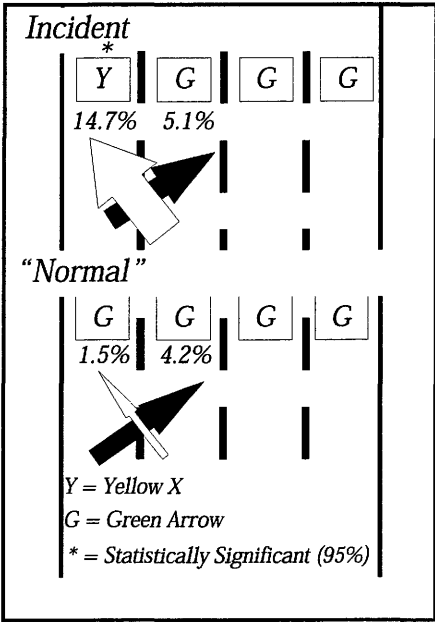 Incident
*
Y G G G
14.7% 5.1%
“Normal”
G G G G
1.5% 4.2%
Y = Yellow X
G = Green Arrow
* = Statistically Significant (95%)